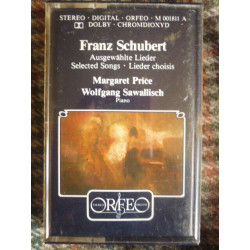 STEREO · DIGITAL · ORFEO · M 001811 A
DOLBY · CHROMDIOXYD
Franz Schubert
Ausgewählte Lieder
Selected Songs · Lieder choisis
Margaret Price
Wolfgang Sawallisch
Piano
ORFEO